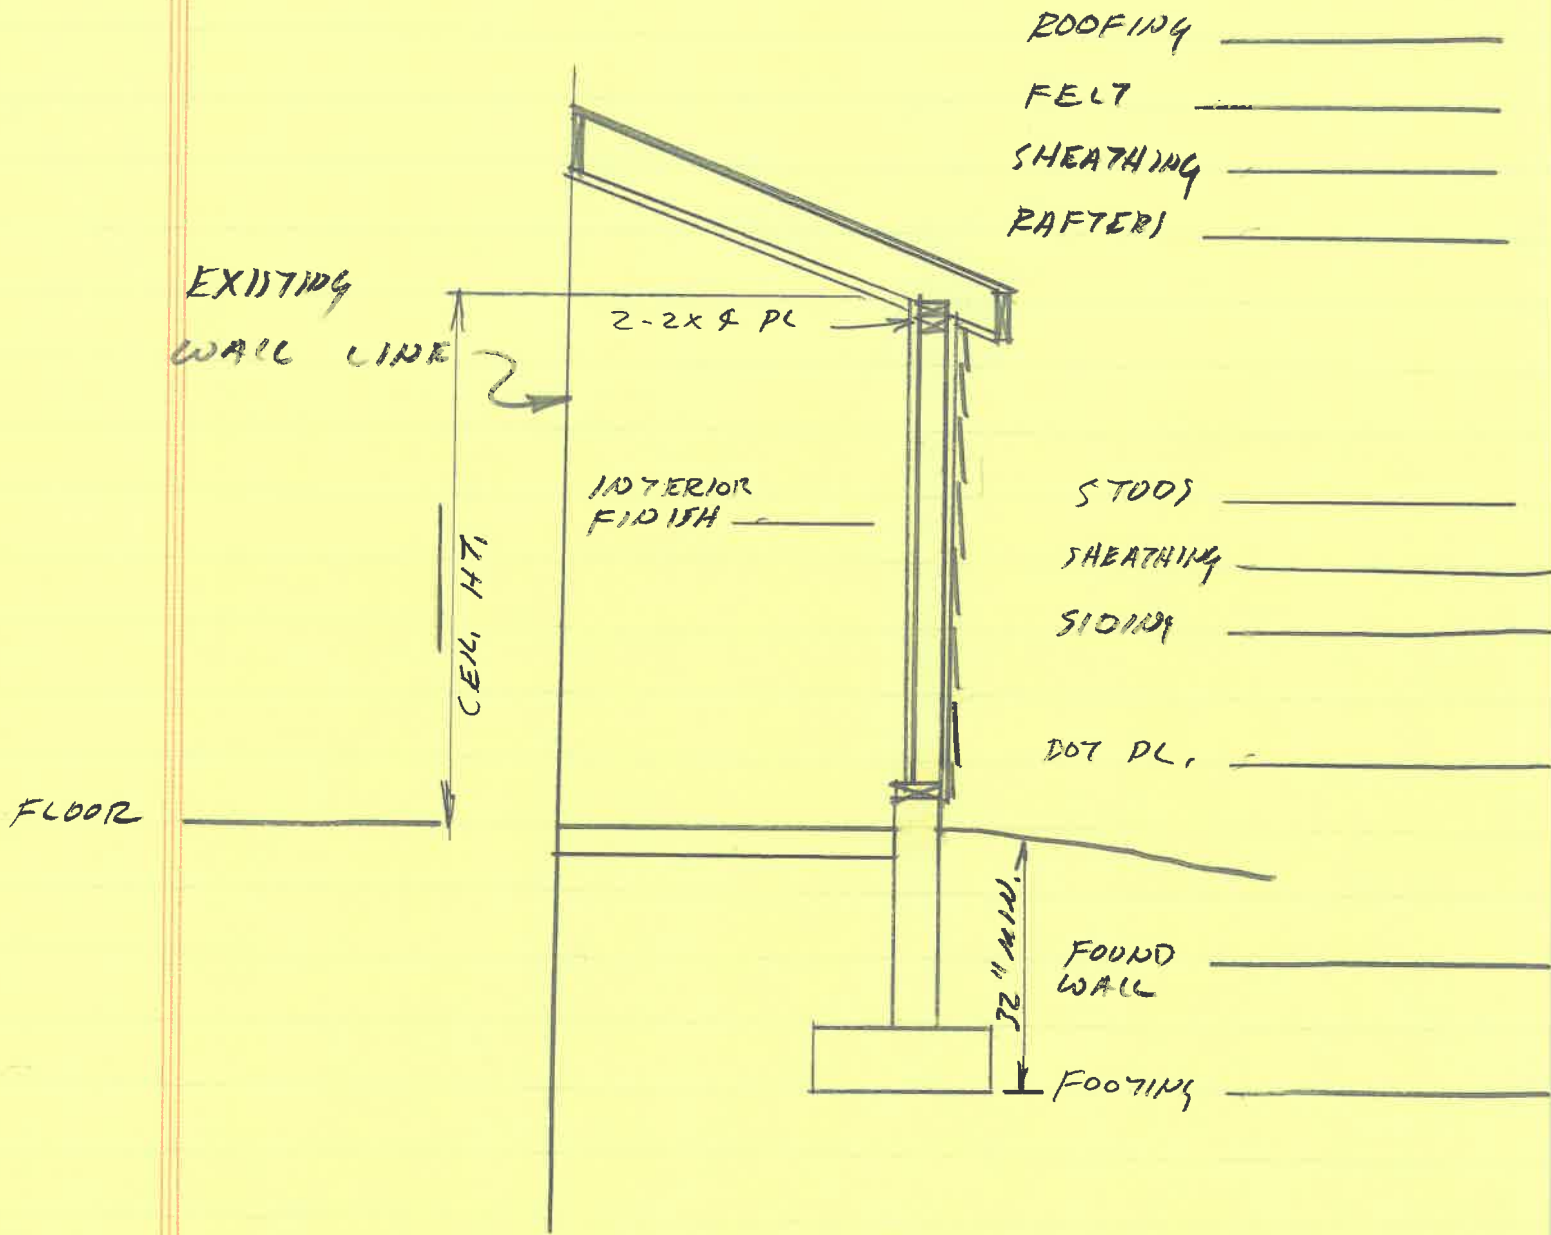 ROOFING
FELT
SHEATHING
RAFTERS
EXISTING
WALL LINE
2-2x4 PL
INTERIOR
FINISH
CEIL. HT.
STUDS
SHEATHING
SIDING
BOT PL.
FLOOR
32" MIN.
FOUND
WALL
FOOTING